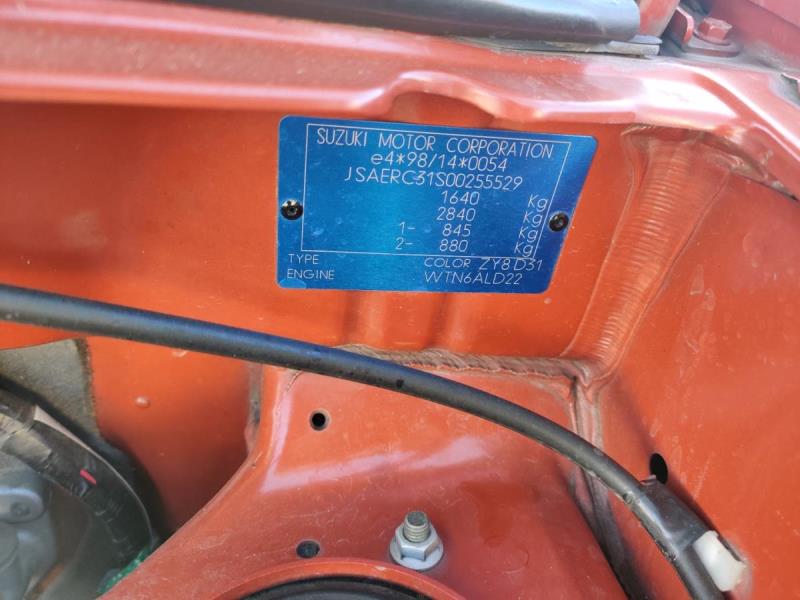 SUZUKI MOTOR CORPORATION
e4*98/14*0054
JSAERC31S00255529
1640 Kg
2840 Kg
1- 845 Kg
2- 880 Kg
TYPE COLOR ZY8 D31
ENGINE WTN6ALD22